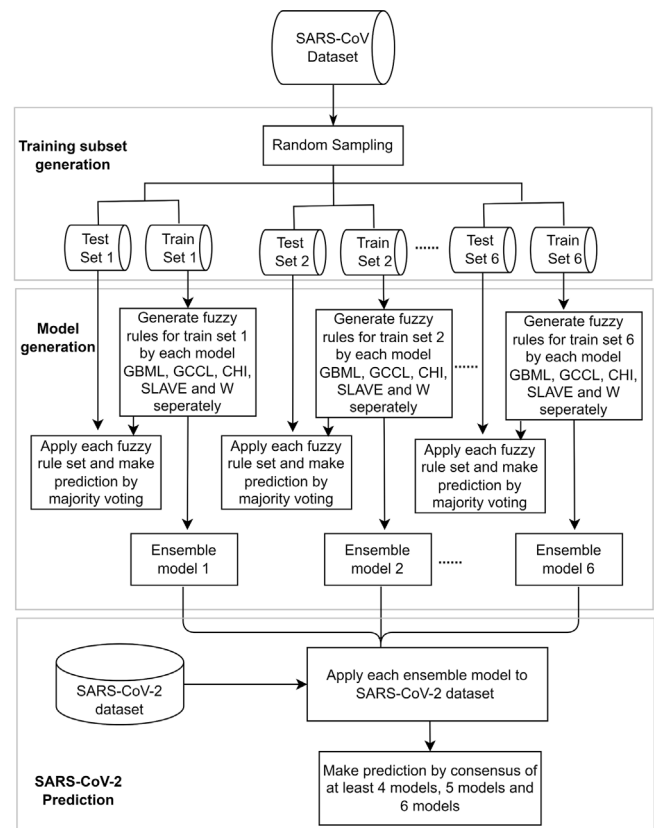 SARS-CoV
Dataset
Training subset
generation
Random Sampling
Test
Set 1
Train
Set 1
Test
Set 2
Train
Set 2
......
Test
Set 6
Train
Set 6
Model
generation
Generate fuzzy
rules for train set 1
by each model
GBML, GCCL, CHI,
SLAVE and W
seperately
Generate fuzzy
rules for train set 2
by each model
GBML, GCCL, CHI,
SLAVE and W
seperately
......
Generate fuzzy
rules for train set 6
by each model
GBML, GCCL, CHI,
SLAVE and W
seperately
Apply each fuzzy
rule set and make
prediction by
majority voting
Apply each fuzzy
rule set and make
prediction by
majority voting
Apply each fuzzy
rule set and make
prediction by
majority voting
Ensemble
model 1
Ensemble
model 2
......
Ensemble
model 6
SARS-CoV-2
dataset
Apply each ensemble model to
SARS-CoV-2 dataset
SARS-CoV-2
Prediction
Make prediction by consensus of
at least 4 models, 5 models and
6 models